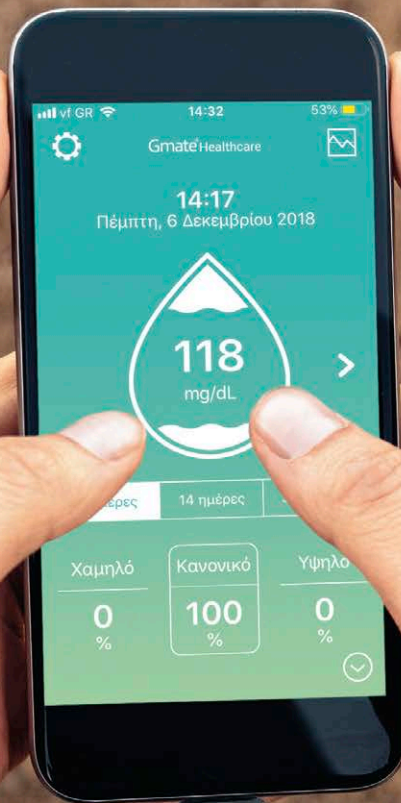 vf GR 14:32 53%
Gmate Healthcare
14:17
Πέμπτη, 6 Δεκεμβρίου 2018
118
mg/dL
14 ημέρες
Χαμηλό Κανονικό Υψηλό
0 100 0
% % %